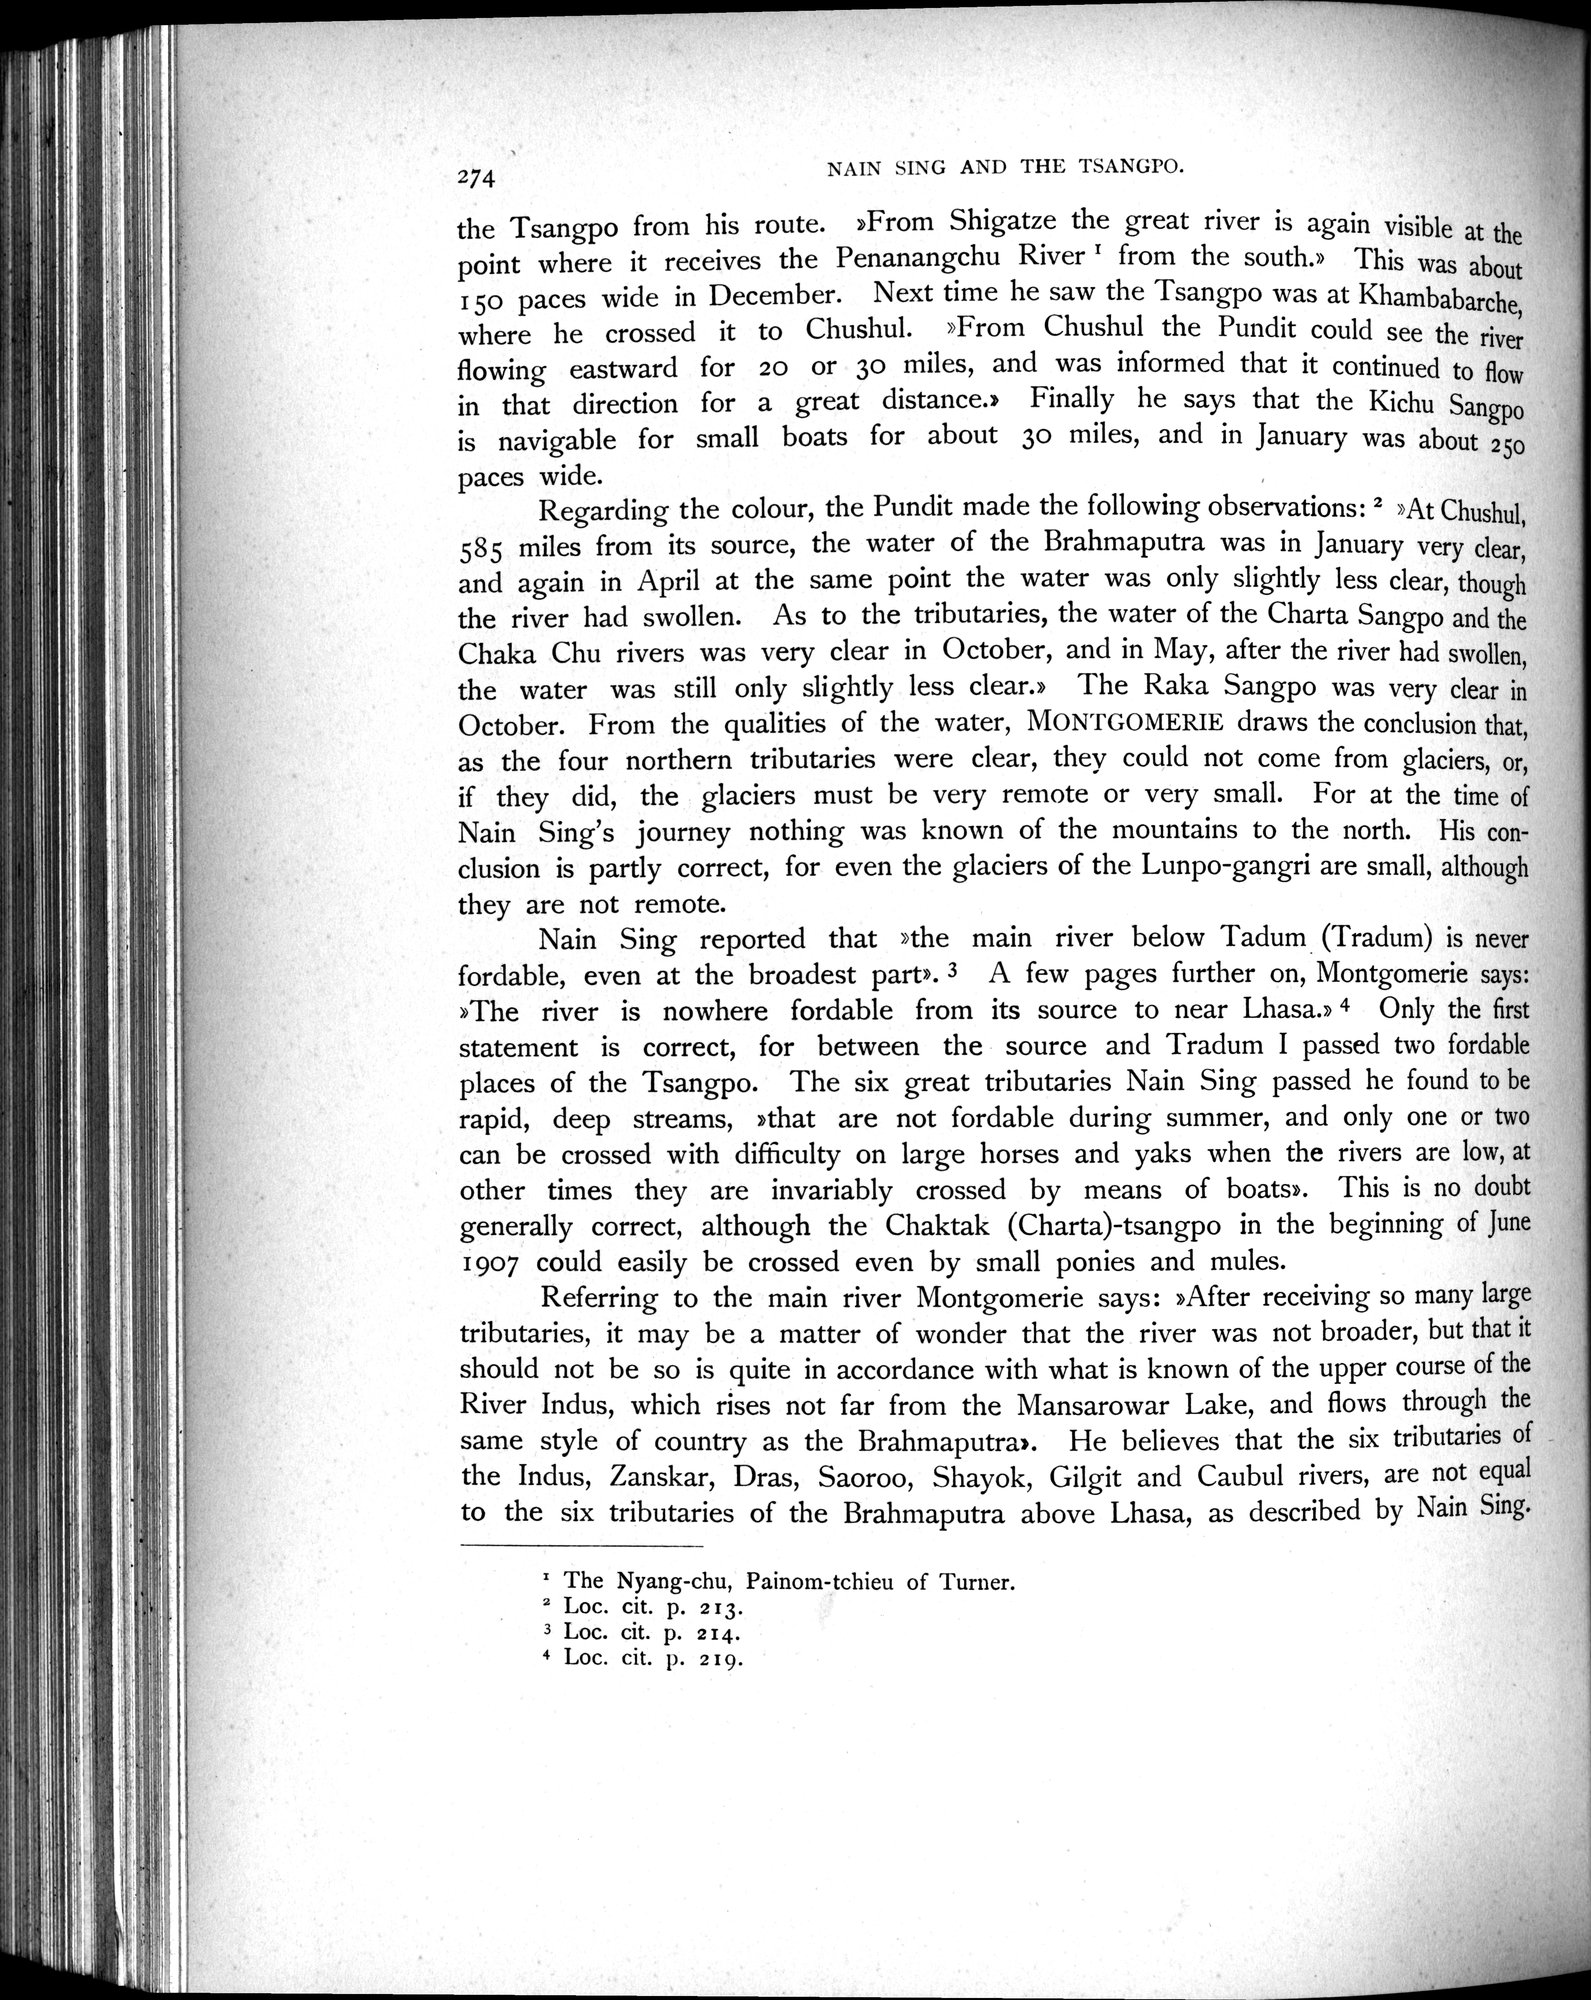 274
NAIN SING AND THE TSANGPO.
the Tsangpo from his route. »From Shigatze the great river is again visible at the
point where it receives the Penanangchu River ¹ from the south.» This was about
150 paces wide in December. Next time he saw the Tsangpo was at Khambabarche,
where he crossed it to Chushul. »From Chushul the Pundit could see the river
flowing eastward for 20 or 30 miles, and was informed that it continued to flow
in that direction for a great distance.» Finally he says that the Kichu Sangpo
is navigable for small boats for about 30 miles, and in January was about 250
paces wide.
Regarding the colour, the Pundit made the following observations: ² »At Chushul,
585 miles from its source, the water of the Brahmaputra was in January very clear,
and again in April at the same point the water was only slightly less clear, though
the river had swollen. As to the tributaries, the water of the Charta Sangpo and the
Chaka Chu rivers was very clear in October, and in May, after the river had swollen,
the water was still only slightly less clear.» The Raka Sangpo was very clear in
October. From the qualities of the water, MONTGOMERIE draws the conclusion that,
as the four northern tributaries were clear, they could not come from glaciers, or,
if they did, the glaciers must be very remote or very small. For at the time of
Nain Sing's journey nothing was known of the mountains to the north. His con-
clusion is partly correct, for even the glaciers of the Lunpo-gangri are small, although
they are not remote.
Nain Sing reported that »the main river below Tadum (Tradum) is never
fordable, even at the broadest part». ³ A few pages further on, Montgomerie says:
»The river is nowhere fordable from its source to near Lhasa.» ⁴ Only the first
statement is correct, for between the source and Tradum I passed two fordable
places of the Tsangpo. The six great tributaries Nain Sing passed he found to be
rapid, deep streams, »that are not fordable during summer, and only one or two
can be crossed with difficulty on large horses and yaks when the rivers are low, at
other times they are invariably crossed by means of boats». This is no doubt
generally correct, although the Chaktak (Charta)-tsangpo in the beginning of June
1907 could easily be crossed even by small ponies and mules.
Referring to the main river Montgomerie says: »After receiving so many large
tributaries, it may be a matter of wonder that the river was not broader, but that it
should not be so is quite in accordance with what is known of the upper course of the
River Indus, which rises not far from the Mansarowar Lake, and flows through the
same style of country as the Brahmaputra». He believes that the six tributaries of
the Indus, Zanskar, Dras, Saoroo, Shayok, Gilgit and Caubul rivers, are not equal
to the six tributaries of the Brahmaputra above Lhasa, as described by Nain Sing.
¹ The Nyang-chu, Painom-tchieu of Turner.
² Loc. cit. p. 213.
³ Loc. cit. p. 214.
⁴ Loc. cit. p. 219.